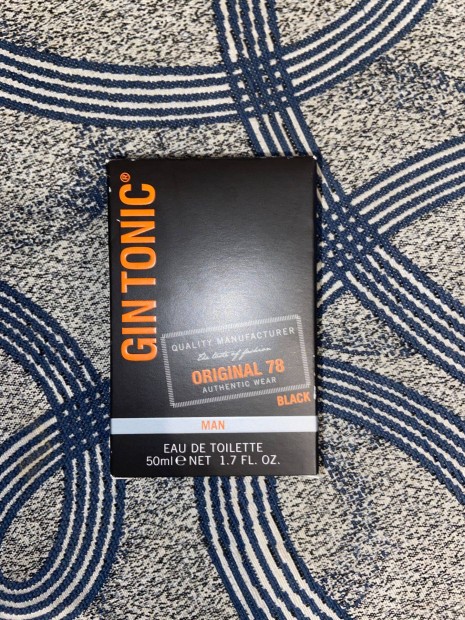 GIN TONIC®
QUALITY MANUFACTURER
the taste of fashion
ORIGINAL 78
AUTHENTIC WEAR
BLACK
MAN
EAU DE TOILETTE
50ml ℮ NET 1.7 FL. OZ.